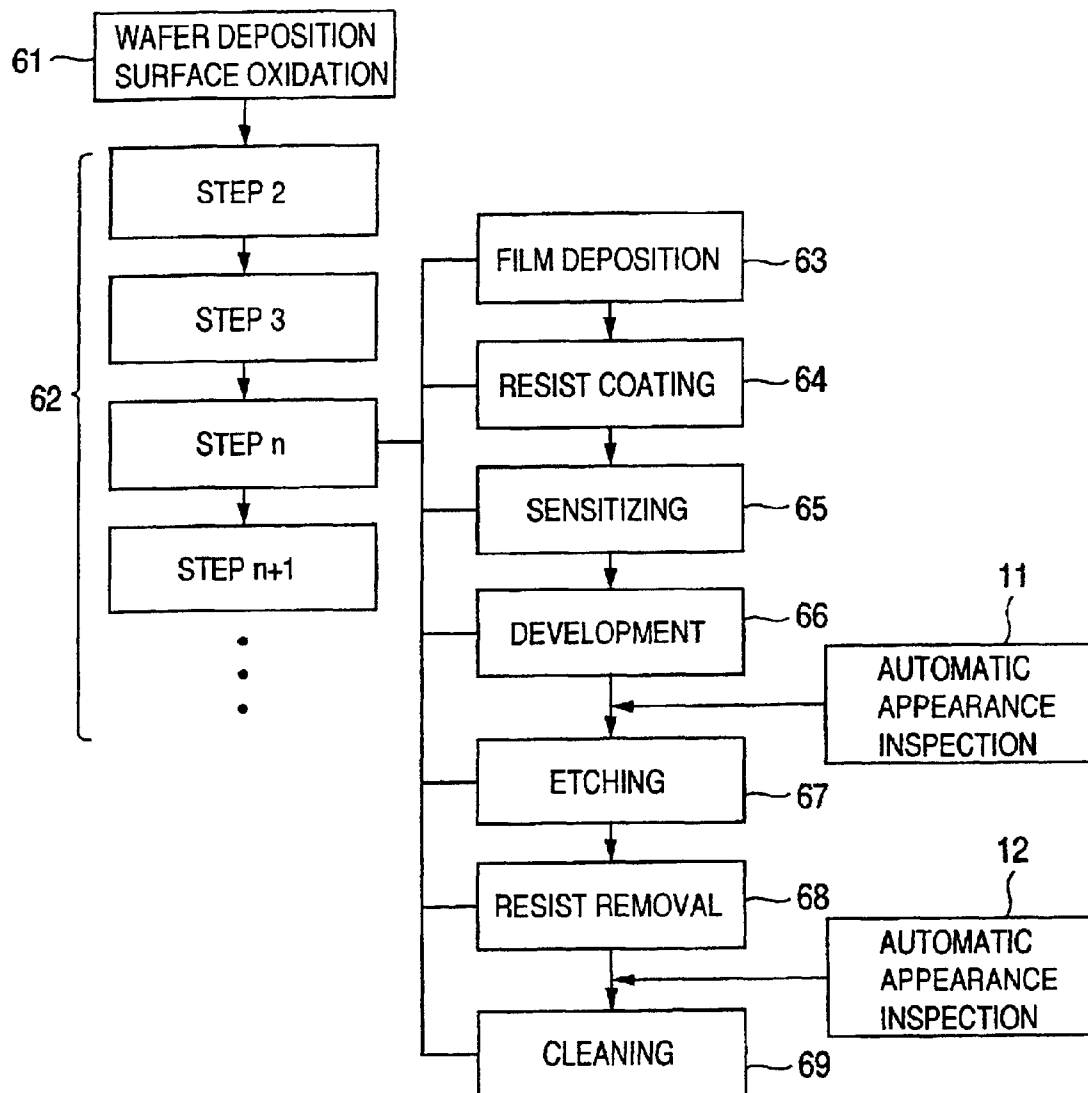 61
WAFER DEPOSITION
SURFACE OXIDATION
62
STEP 2
STEP 3
STEP n
STEP n+1
FILM DEPOSITION
63
RESIST COATING
64
SENSITIZING
65
DEVELOPMENT
66
11
AUTOMATIC
APPEARANCE
INSPECTION
ETCHING
67
RESIST REMOVAL
68
12
AUTOMATIC
APPEARANCE
INSPECTION
CLEANING
69